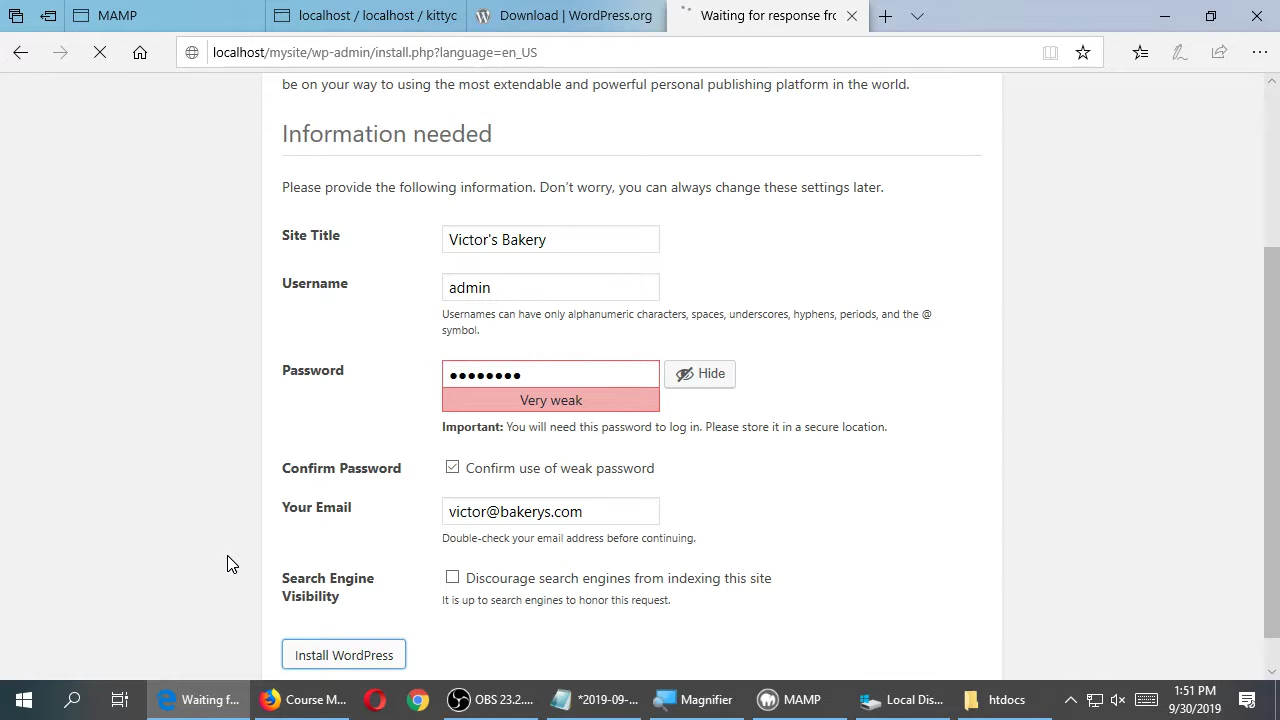 MAMP
localhost / localhost / kittyc
Download | WordPress.org
Waiting for response fro
localhost/mysite/wp-admin/install.php?language=en_US
be on your way to using the most extendable and powerful personal publishing platform in the world.
Information needed
Please provide the following information. Don't worry, you can always change these settings later.
Site Title
Victor's Bakery
Username
admin
Usernames can have only alphanumeric characters, spaces, underscores, hyphens, periods, and the @
symbol.
Password
●●●●●●●●
Hide
Very weak
Important: You will need this password to log in. Please store it in a secure location.
Confirm Password
Confirm use of weak password
Your Email
victor@bakerys.com
Double-check your email address before continuing.
Search Engine
Visibility
Discourage search engines from indexing this site
It is up to search engines to honor this request.
Install WordPress
Waiting f...
Course M...
OBS 23.2....
*2019-09-...
Magnifier
MAMP
Local Dis...
htdocs
1:51 PM
9/30/2019